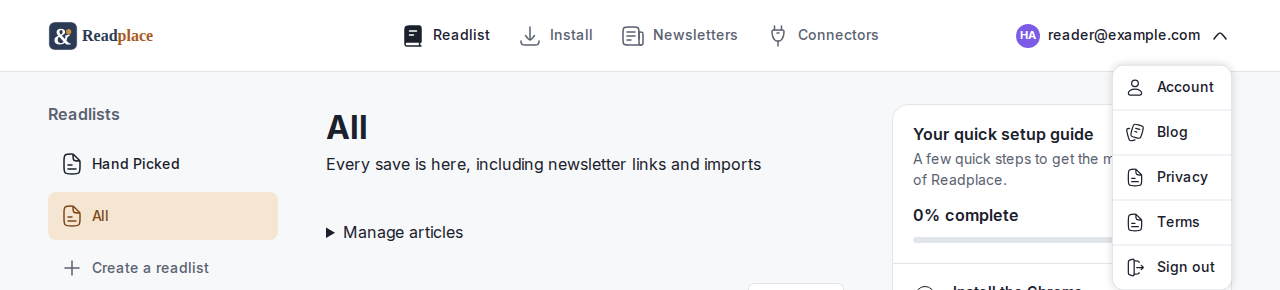 & Readplace
Readlist
Install
Newsletters
Connectors
HA
reader@example.com
Account
Blog
Privacy
Terms
Sign out
Readlists
Hand Picked
All
Create a readlist
All
Every save is here, including newsletter links and imports
Manage articles
Your quick setup guide
A few quick steps to get the
of Readplace.
0% complete